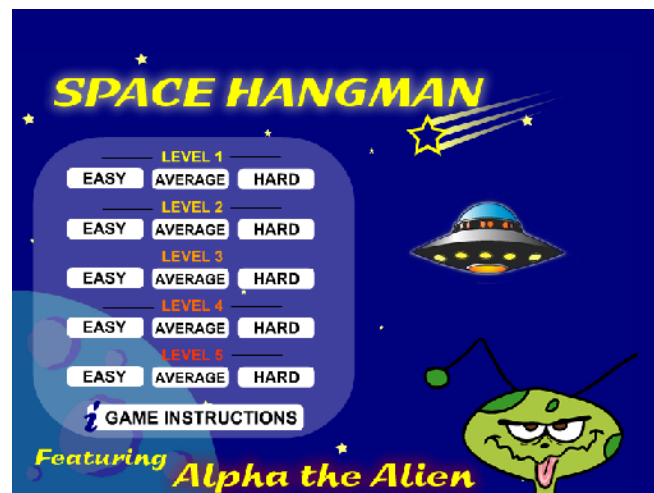 SPACE HANGMAN
LEVEL 1
EASY AVERAGE HARD
LEVEL 2
EASY AVERAGE HARD
LEVEL 3
EASY AVERAGE HARD
LEVEL 4
EASY AVERAGE HARD
LEVEL 5
EASY AVERAGE HARD
i GAME INSTRUCTIONS
Featuring
Alpha the Alien